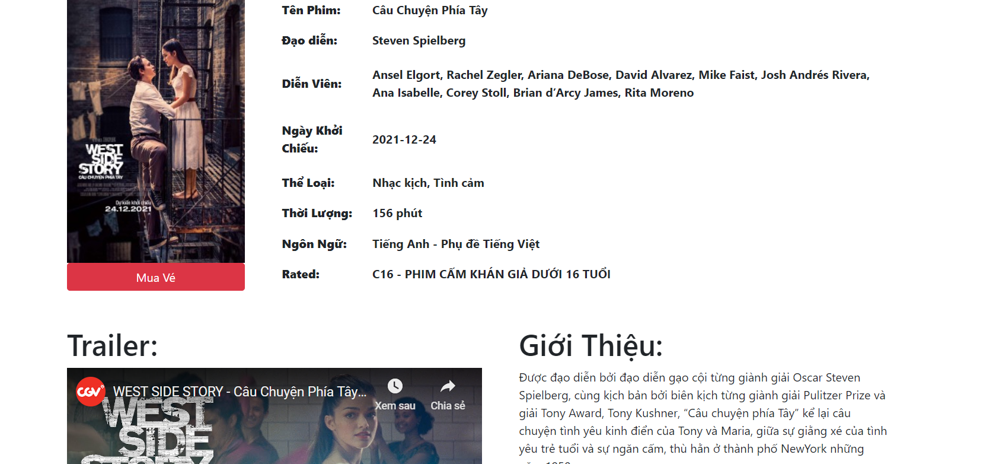 Tên Phim:
Câu Chuyện Phía Tây
Đạo diễn:
Steven Spielberg
Diễn Viên:
Ansel Elgort, Rachel Zegler, Ariana DeBose, David Alvarez, Mike Faist, Josh Andrés Rivera,
Ana Isabelle, Corey Stoll, Brian d’Arcy James, Rita Moreno
Ngày Khởi
Chiếu:
2021-12-24
Thể Loại:
Nhạc kịch, Tình cảm
Thời Lượng:
156 phút
Ngôn Ngữ:
Tiếng Anh - Phụ đề Tiếng Việt
Rated:
C16 - PHIM CẤM KHÁN GIẢ DƯỚI 16 TUỔI
WEST
SIDE
STORY
CÂU CHUYỆN PHÍA TÂY
Dự kiến khởi chiếu
24.12.2021
Mua Vé
Trailer:
CGV
WEST SIDE STORY - Câu Chuyện Phía Tây...
Xem sau
Chia sẻ
WEST
SIDE
STORY
Giới Thiệu:
Được đạo diễn bởi đạo diễn gạo cội từng giành giải Oscar Steven
Spielberg, cùng kịch bản bởi biên kịch từng giành giải Pulitzer Prize và
giải Tony Award, Tony Kushner, “Câu chuyện phía Tây” kể lại câu
chuyện tình yêu kinh điển của Tony và Maria, giữa sự giằng xé của tình
yêu trẻ tuổi và sự ngăn cấm, thù hằn ở thành phố NewYork những